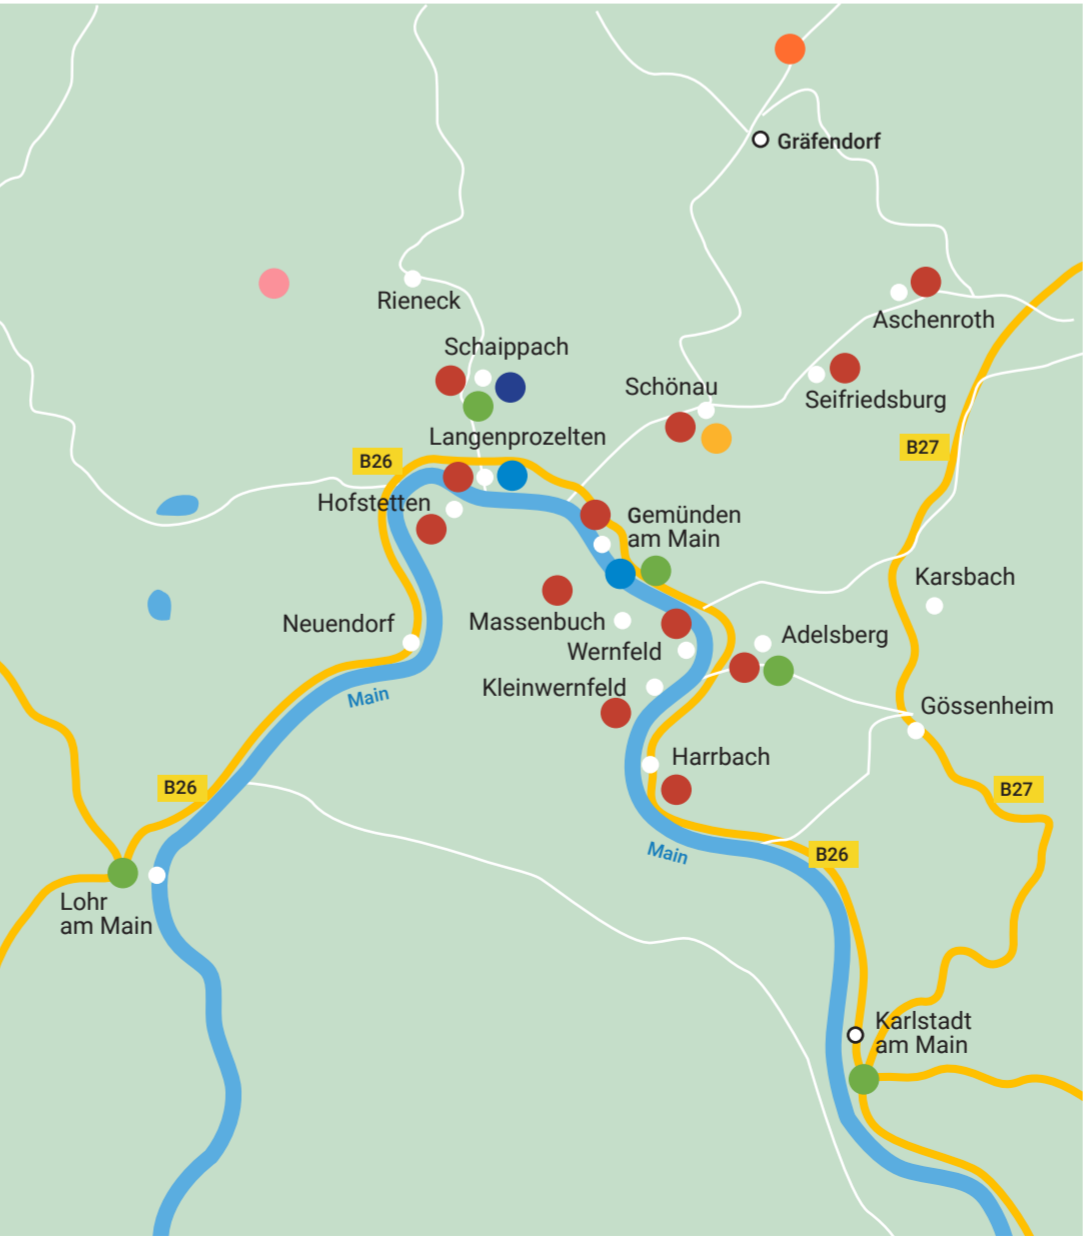 Gräfendorf
Rieneck
Aschenroth
Schaippach
Schönau
Seifriedsburg
Langenprozelten
B27
B26
Hofstetten
Gemünden
am Main
Karsbach
Massenbuch
Neuendorf
Adelsberg
Wernfeld
Kleinwernfeld
Main
Gössenheim
Harrbach
B26
B27
Main
B26
Lohr
am Main
Karlstadt
am Main